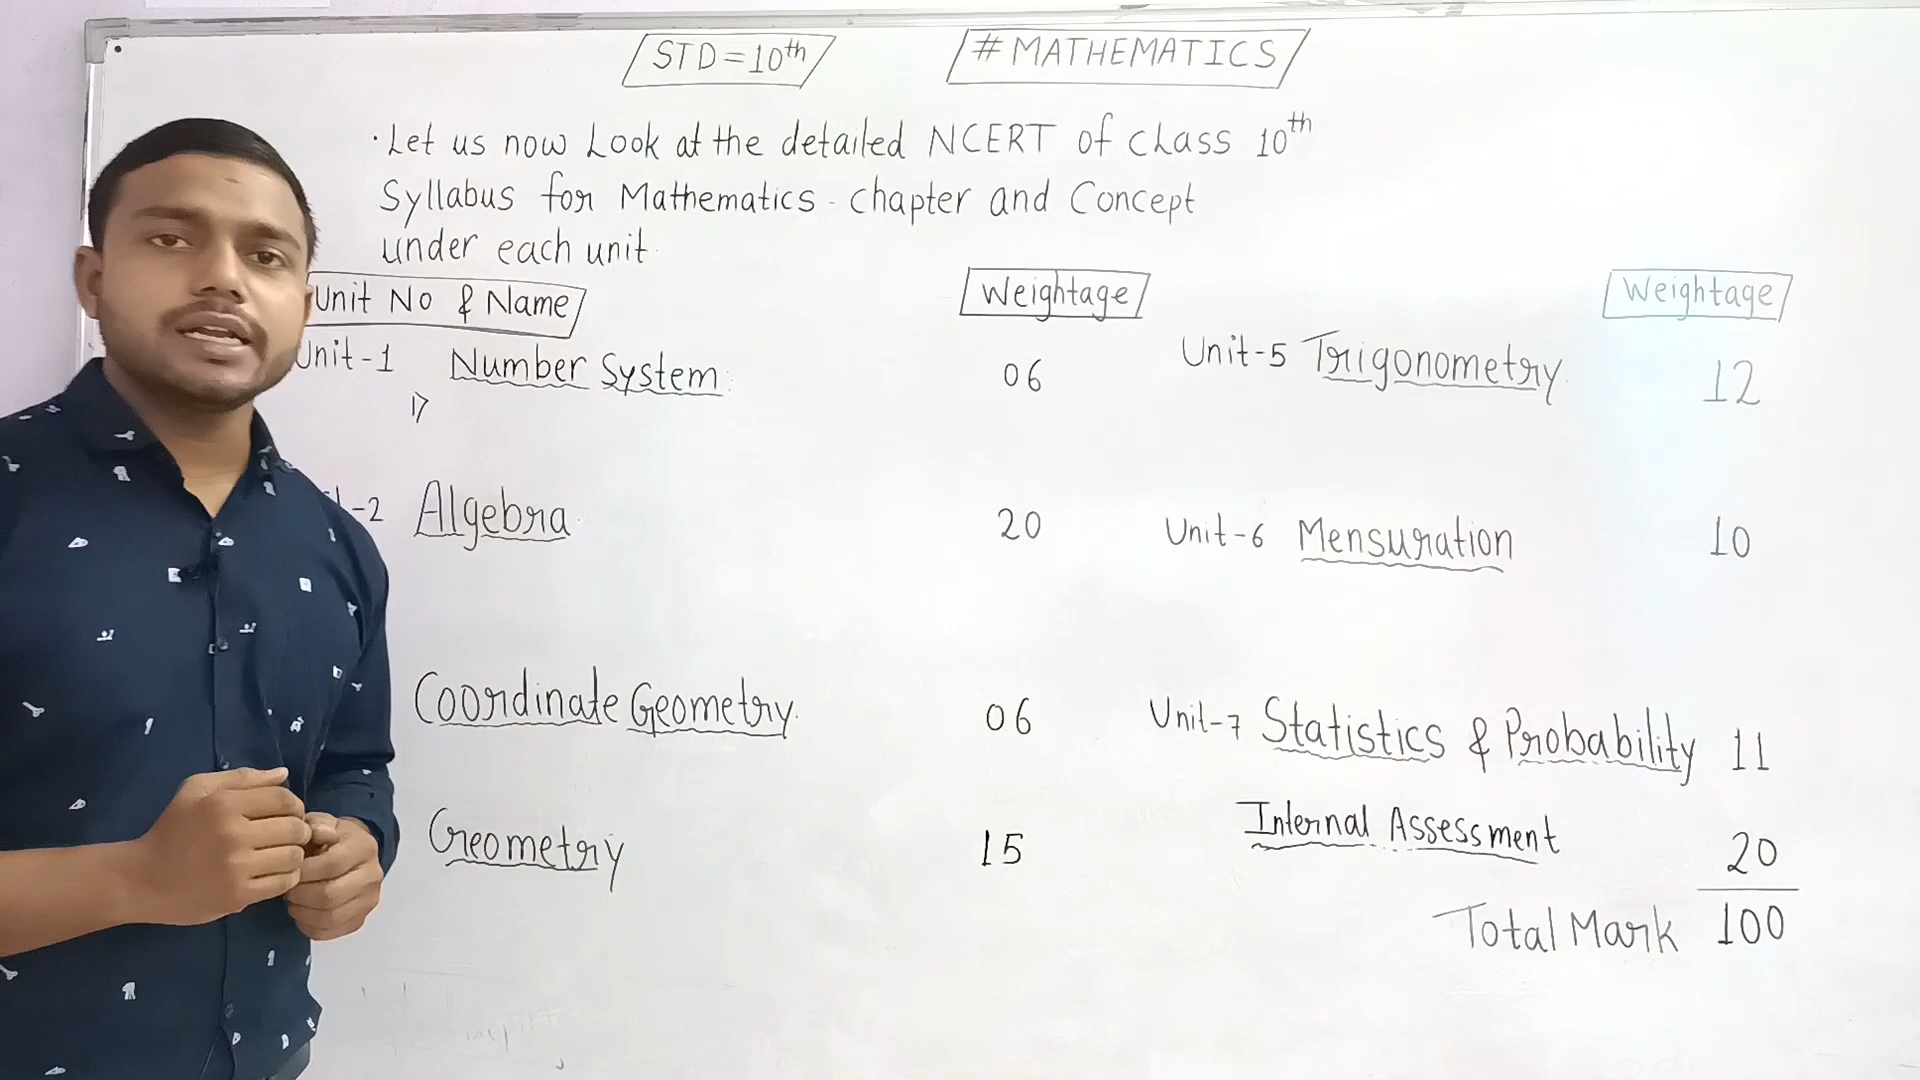 STD=10th
#MATHEMATICS
· Let us now Look at the detailed NCERT of class 10th
Syllabus for Mathematics - chapter and Concept
under each unit
Unit No & Name
Weightage
Unit-1 Number System
06
1)
-2 Algebra
20
Coordinate Geometry
06
Geometry
15
Weightage
Unit-5 Trigonometry
12
Unit-6 Mensuration
10
Unit-7 Statistics & Probability 11
Internal Assessment
20
Total Mark 100